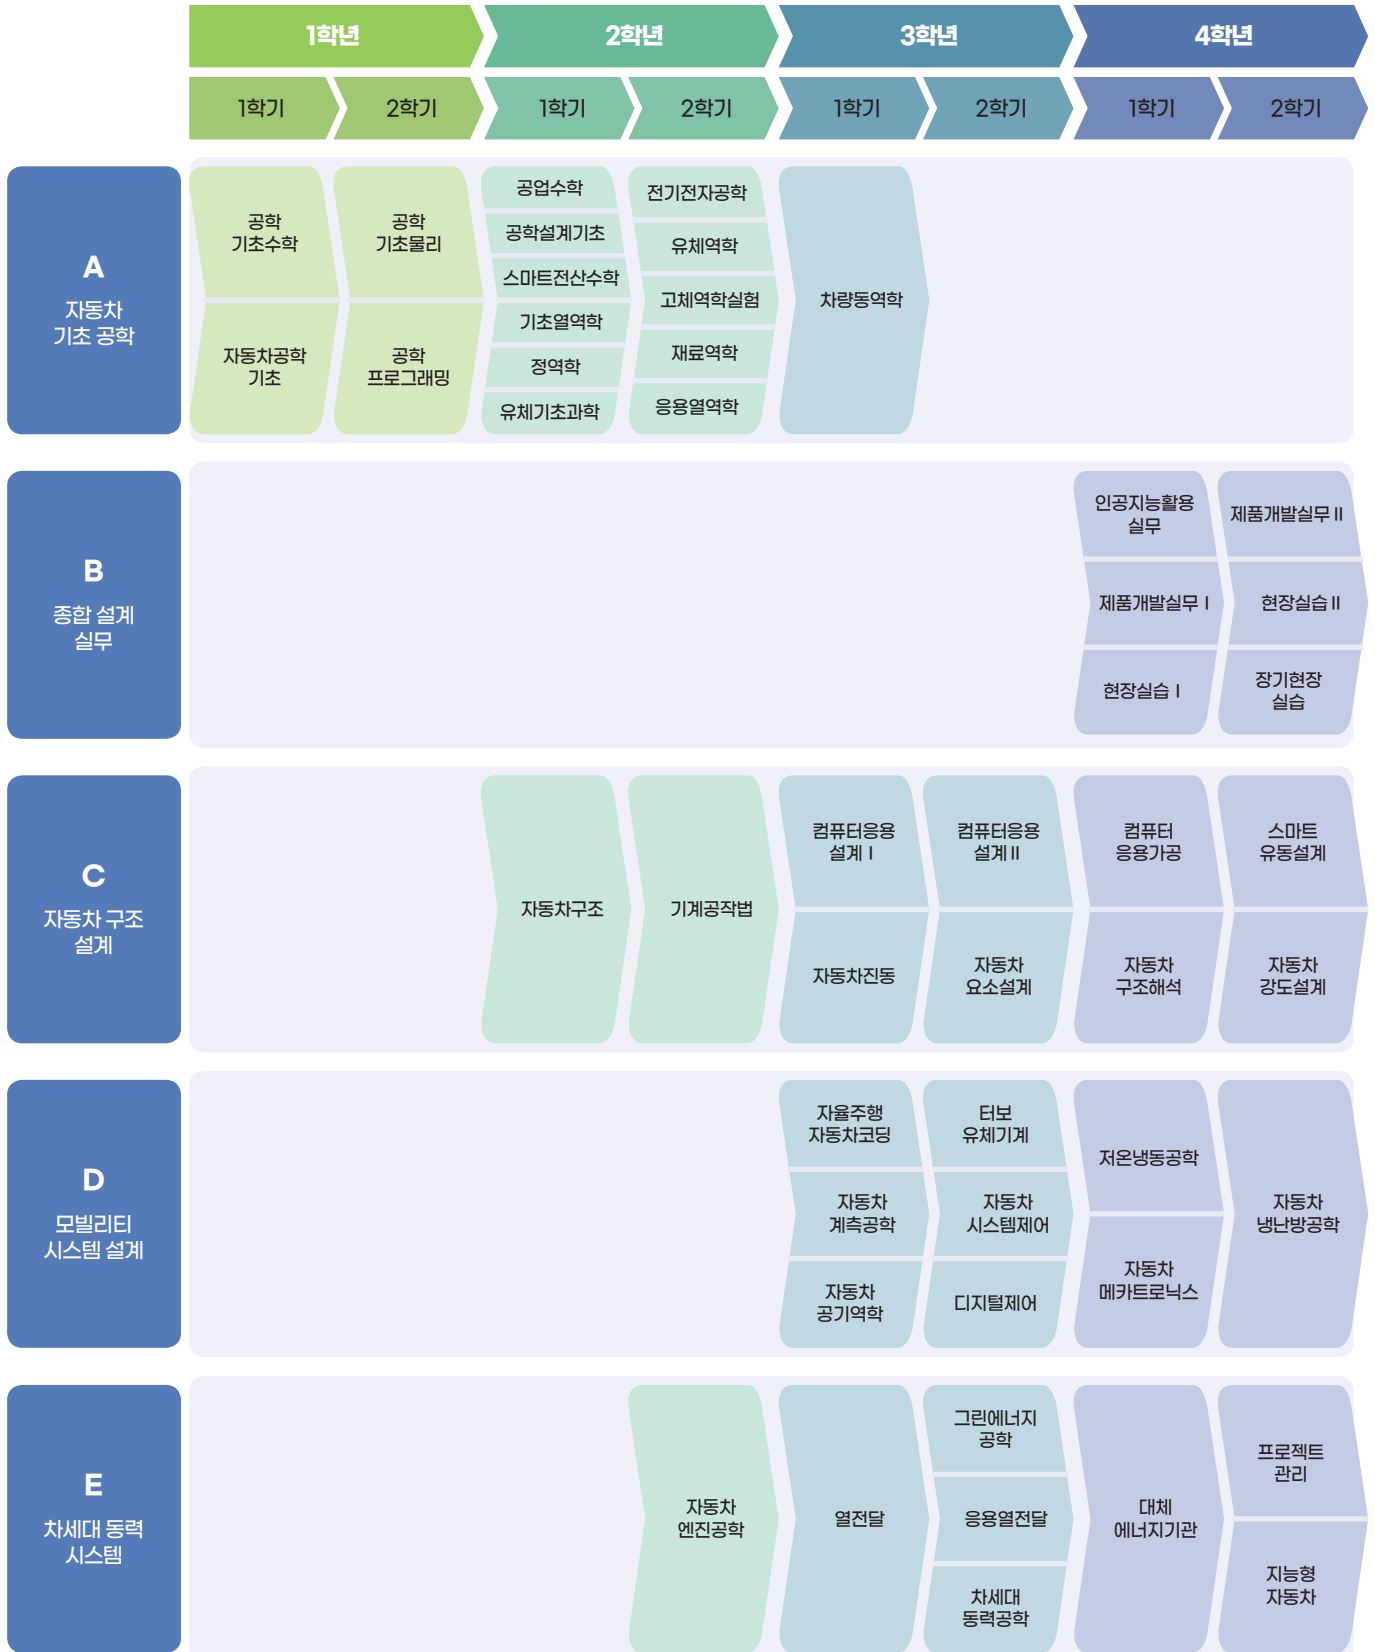 1학년
2학년
3학년
4학년
1학기
2학기
1학기
2학기
1학기
2학기
1학기
2학기
A
자동차
기초 공학
공학
기초수학
자동차공학
기초
공학
기초물리
공학
프로그래밍
공업수학
공학설계기초
스마트전산수학
기초열역학
정역학
유체기초과학
전기전자공학
유체역학
고체역학실험
재료역학
응용열역학
차량동역학
B
종합 설계
실무
인공지능활용
실무
제품개발실무 I
현장실습 I
제품개발실무 II
현장실습 II
장기현장
실습
C
자동차 구조
설계
자동차구조
기계공작법
컴퓨터응용
설계 I
자동차진동
컴퓨터응용
설계 II
자동차
요소설계
컴퓨터
응용가공
자동차
구조해석
스마트
유동설계
자동차
강도설계
D
모빌리티
시스템 설계
자율주행
자동차코딩
자동차
계측공학
자동차
공기역학
터보
유체기계
자동차
시스템제어
디지털제어
저온냉동공학
자동차
메카트로닉스
자동차
냉난방공학
E
차세대 동력
시스템
자동차
엔진공학
열전달
그린에너지
공학
응용열전달
차세대
동력공학
대체
에너지기관
프로젝트
관리
지능형
자동차